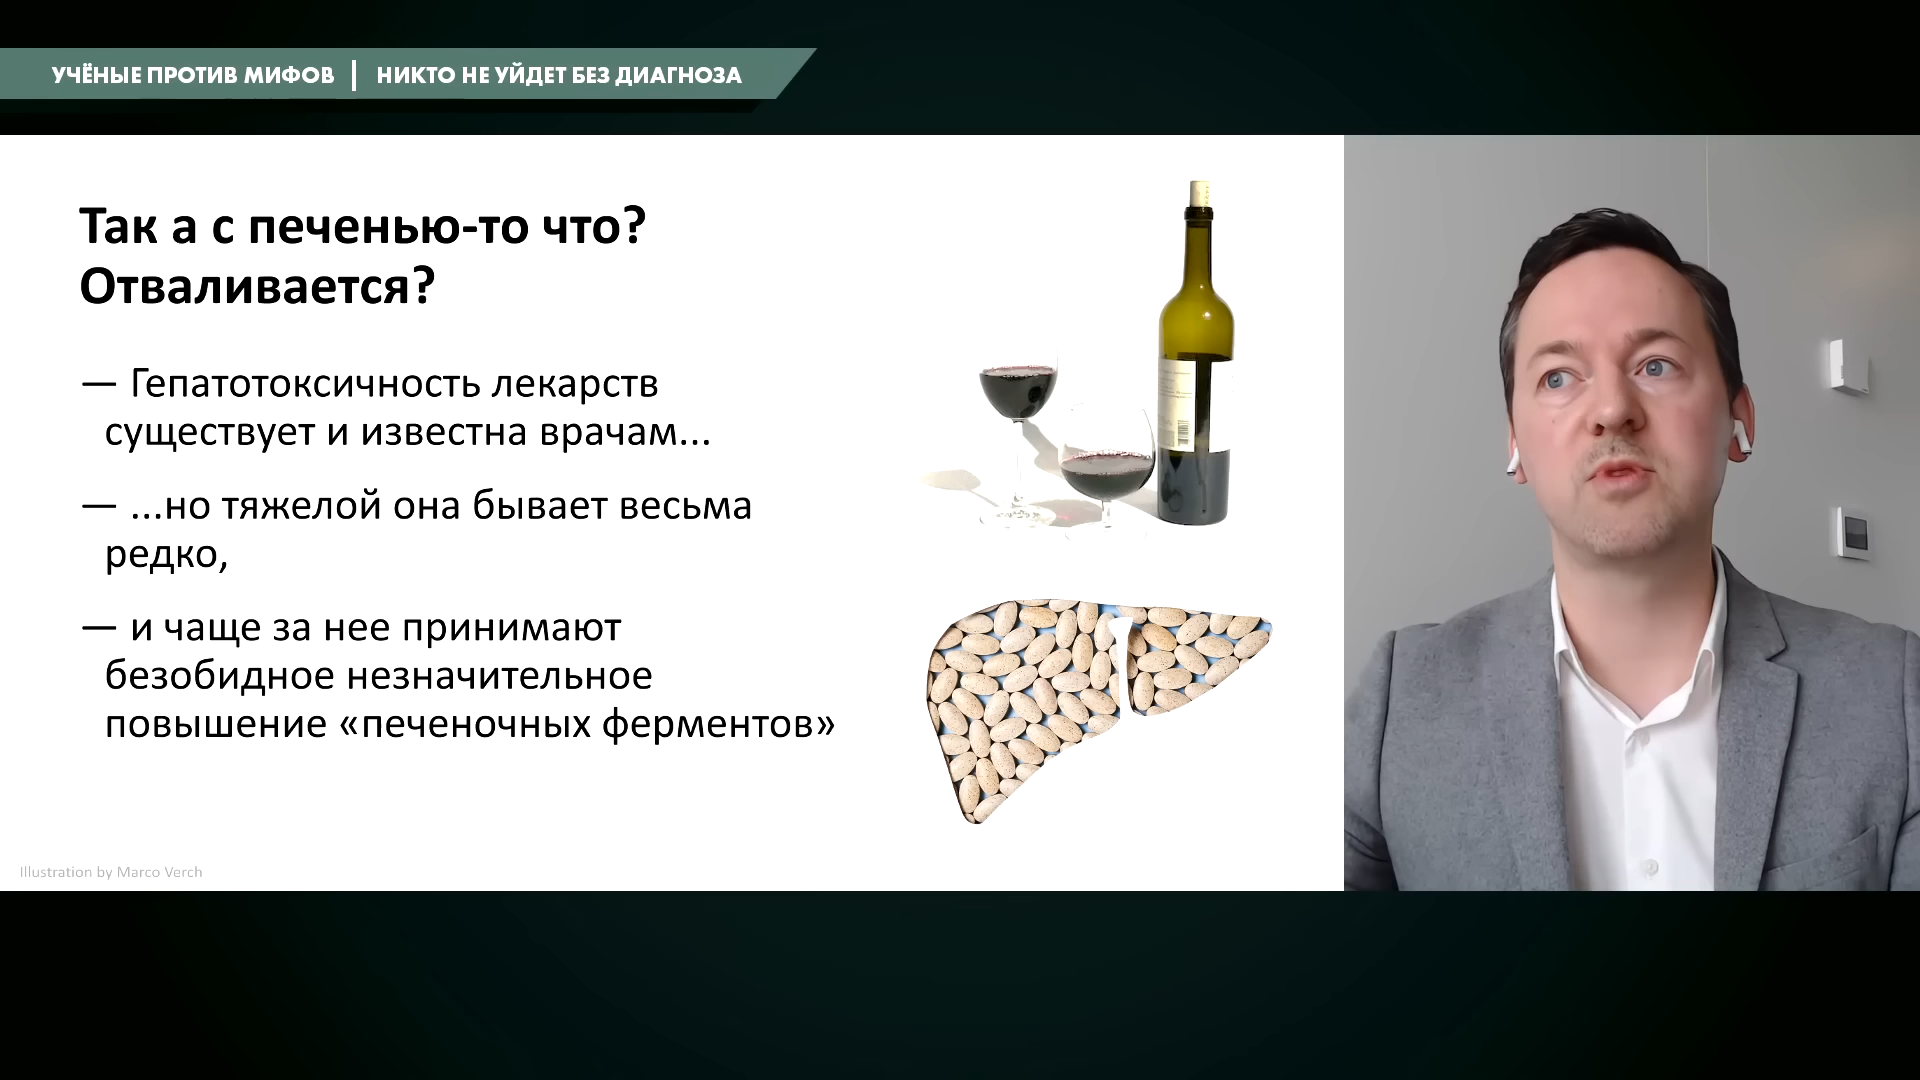 УЧЁНЫЕ ПРОТИВ МИФОВ | НИКТО НЕ УЙДЕТ БЕЗ ДИАГНОЗА
Так а с печенью-то что?
Отваливается?
— Гепатотоксичность лекарств
существует и известна врачам...
— ...но тяжелой она бывает весьма
редко,
— и чаще за нее принимают
безобидное незначительное
повышение «печеночных ферментов»
Illustration by Marco Verch